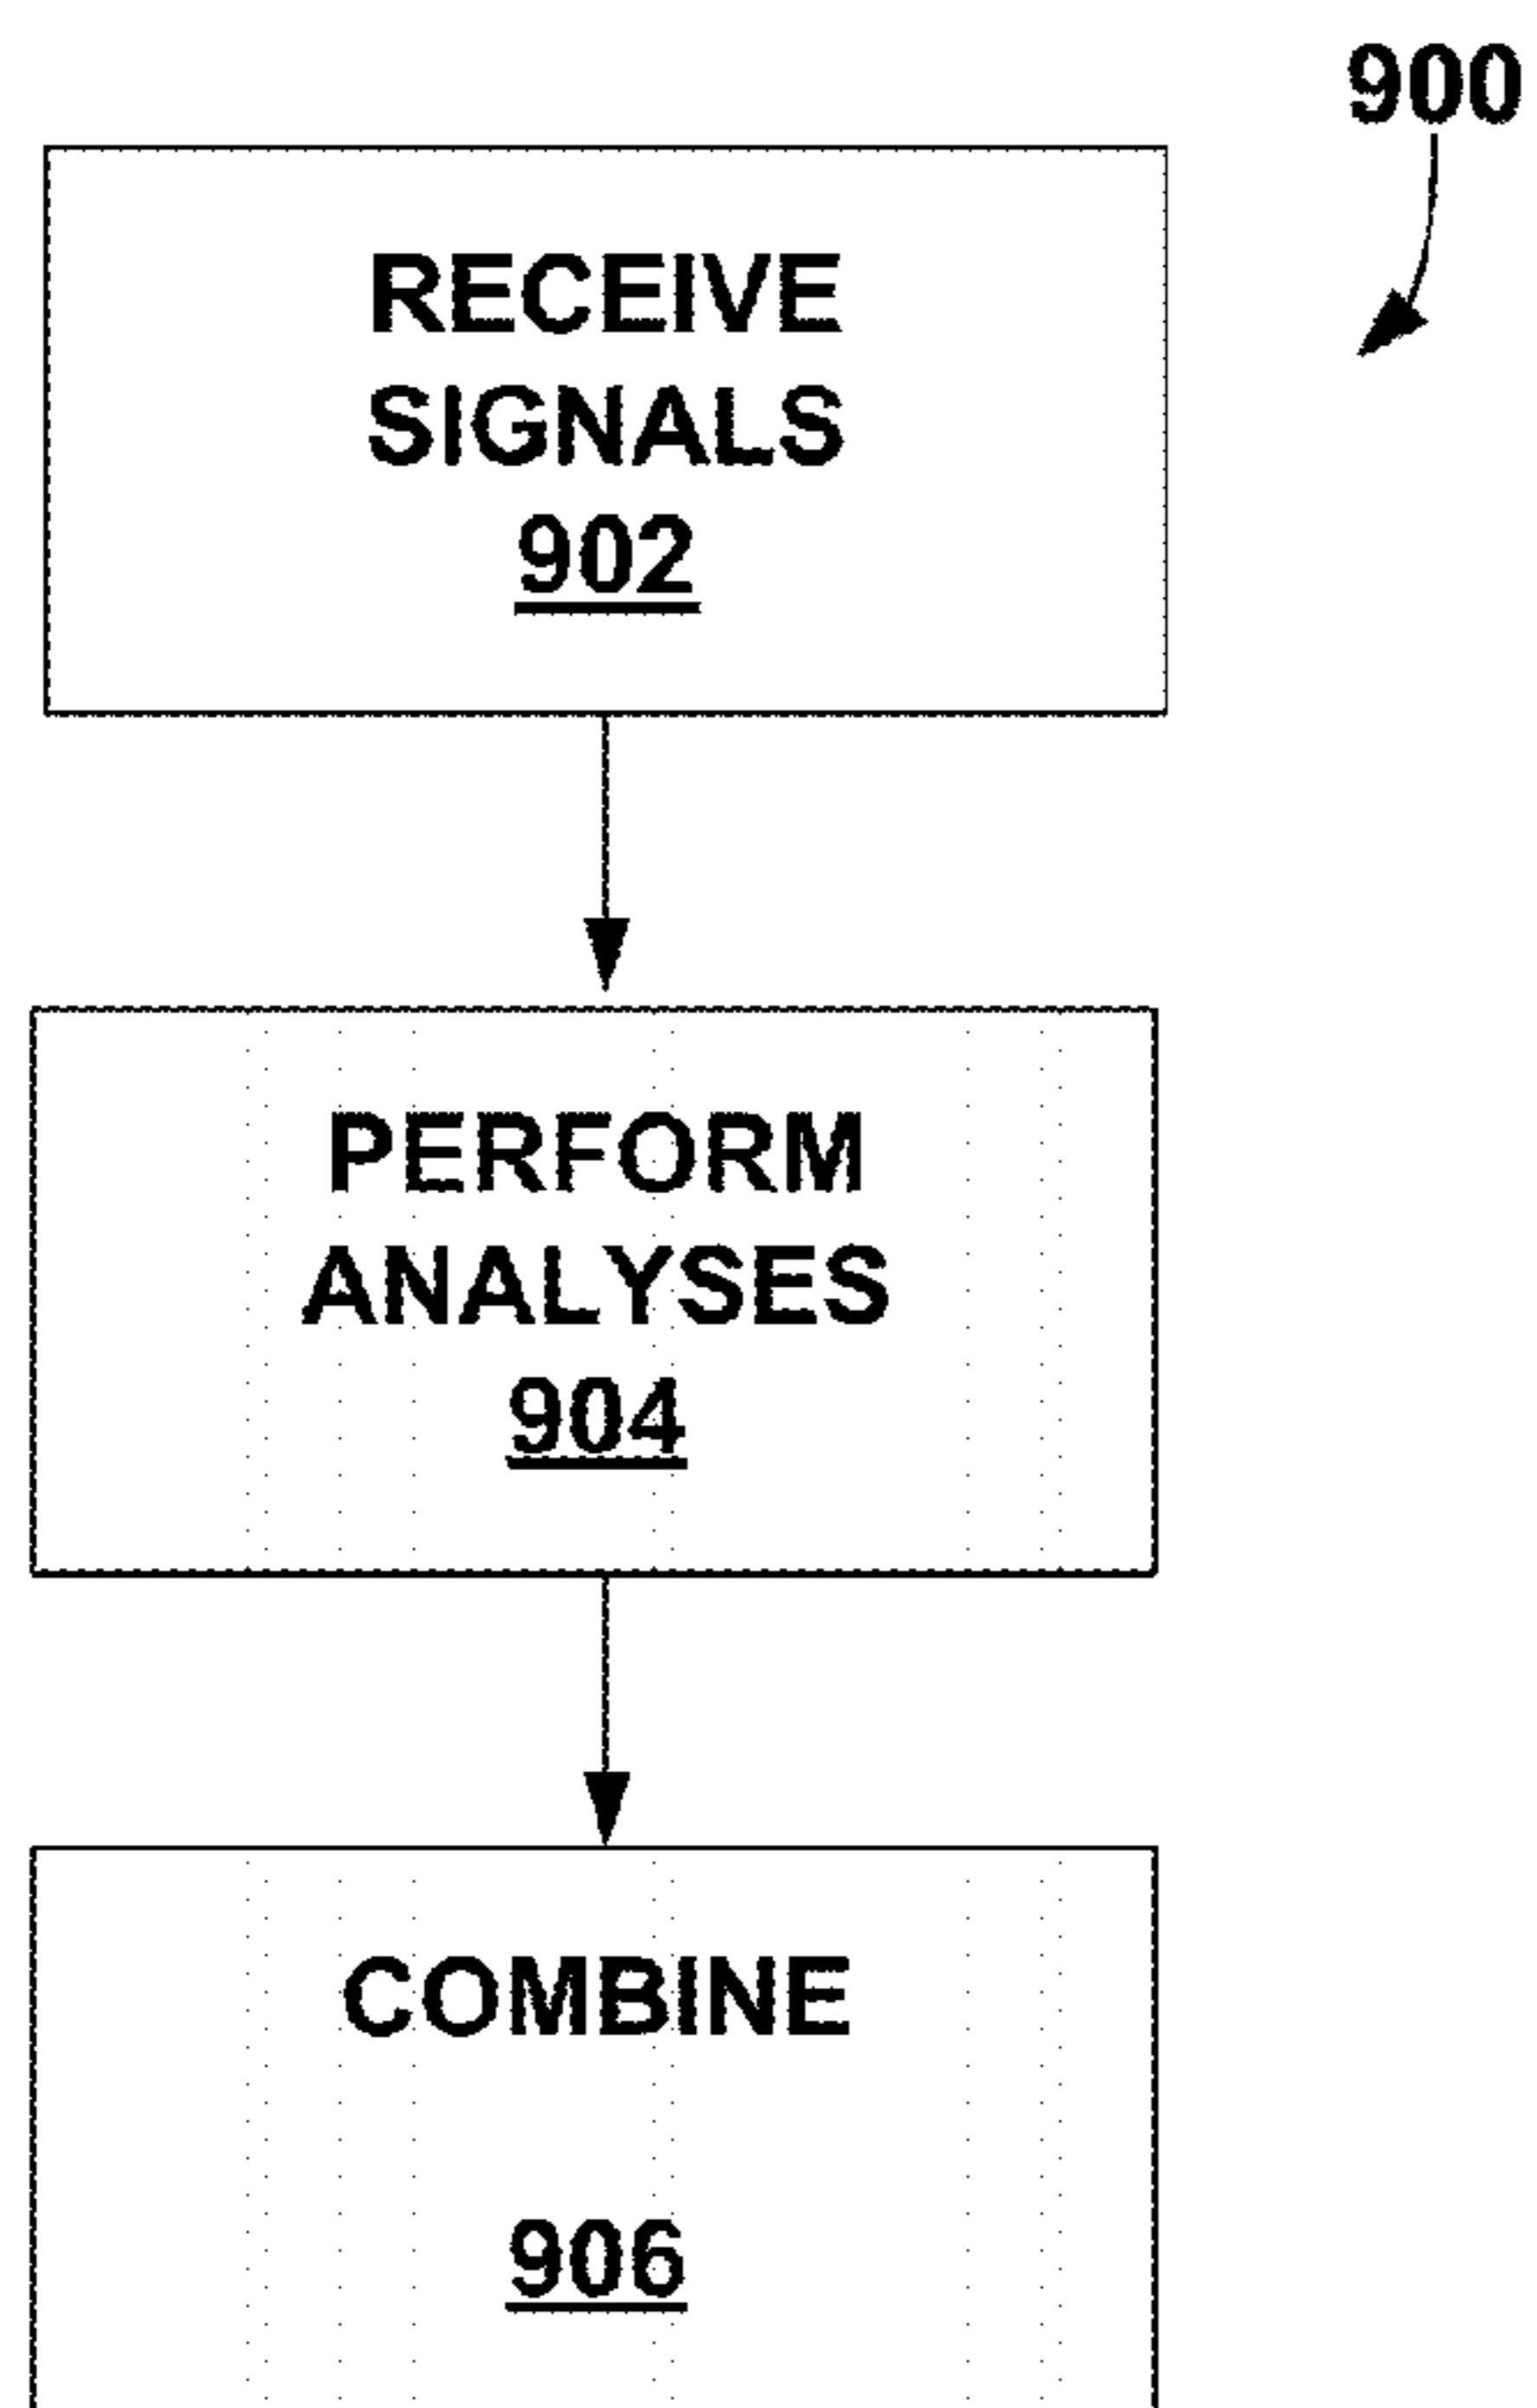 900
RECEIVE
SIGNALS
902
PERFORM
ANALYSES
904
COMBINE
906